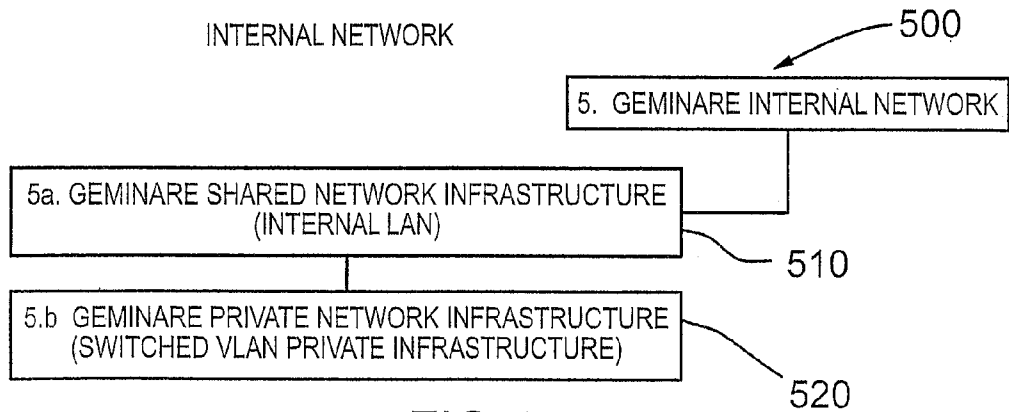 INTERNAL NETWORK
500
5. GEMINARE INTERNAL NETWORK
5a. GEMINARE SHARED NETWORK INFRASTRUCTURE
(INTERNAL LAN)
510
5.b GEMINARE PRIVATE NETWORK INFRASTRUCTURE
(SWITCHED VLAN PRIVATE INFRASTRUCTURE)
520